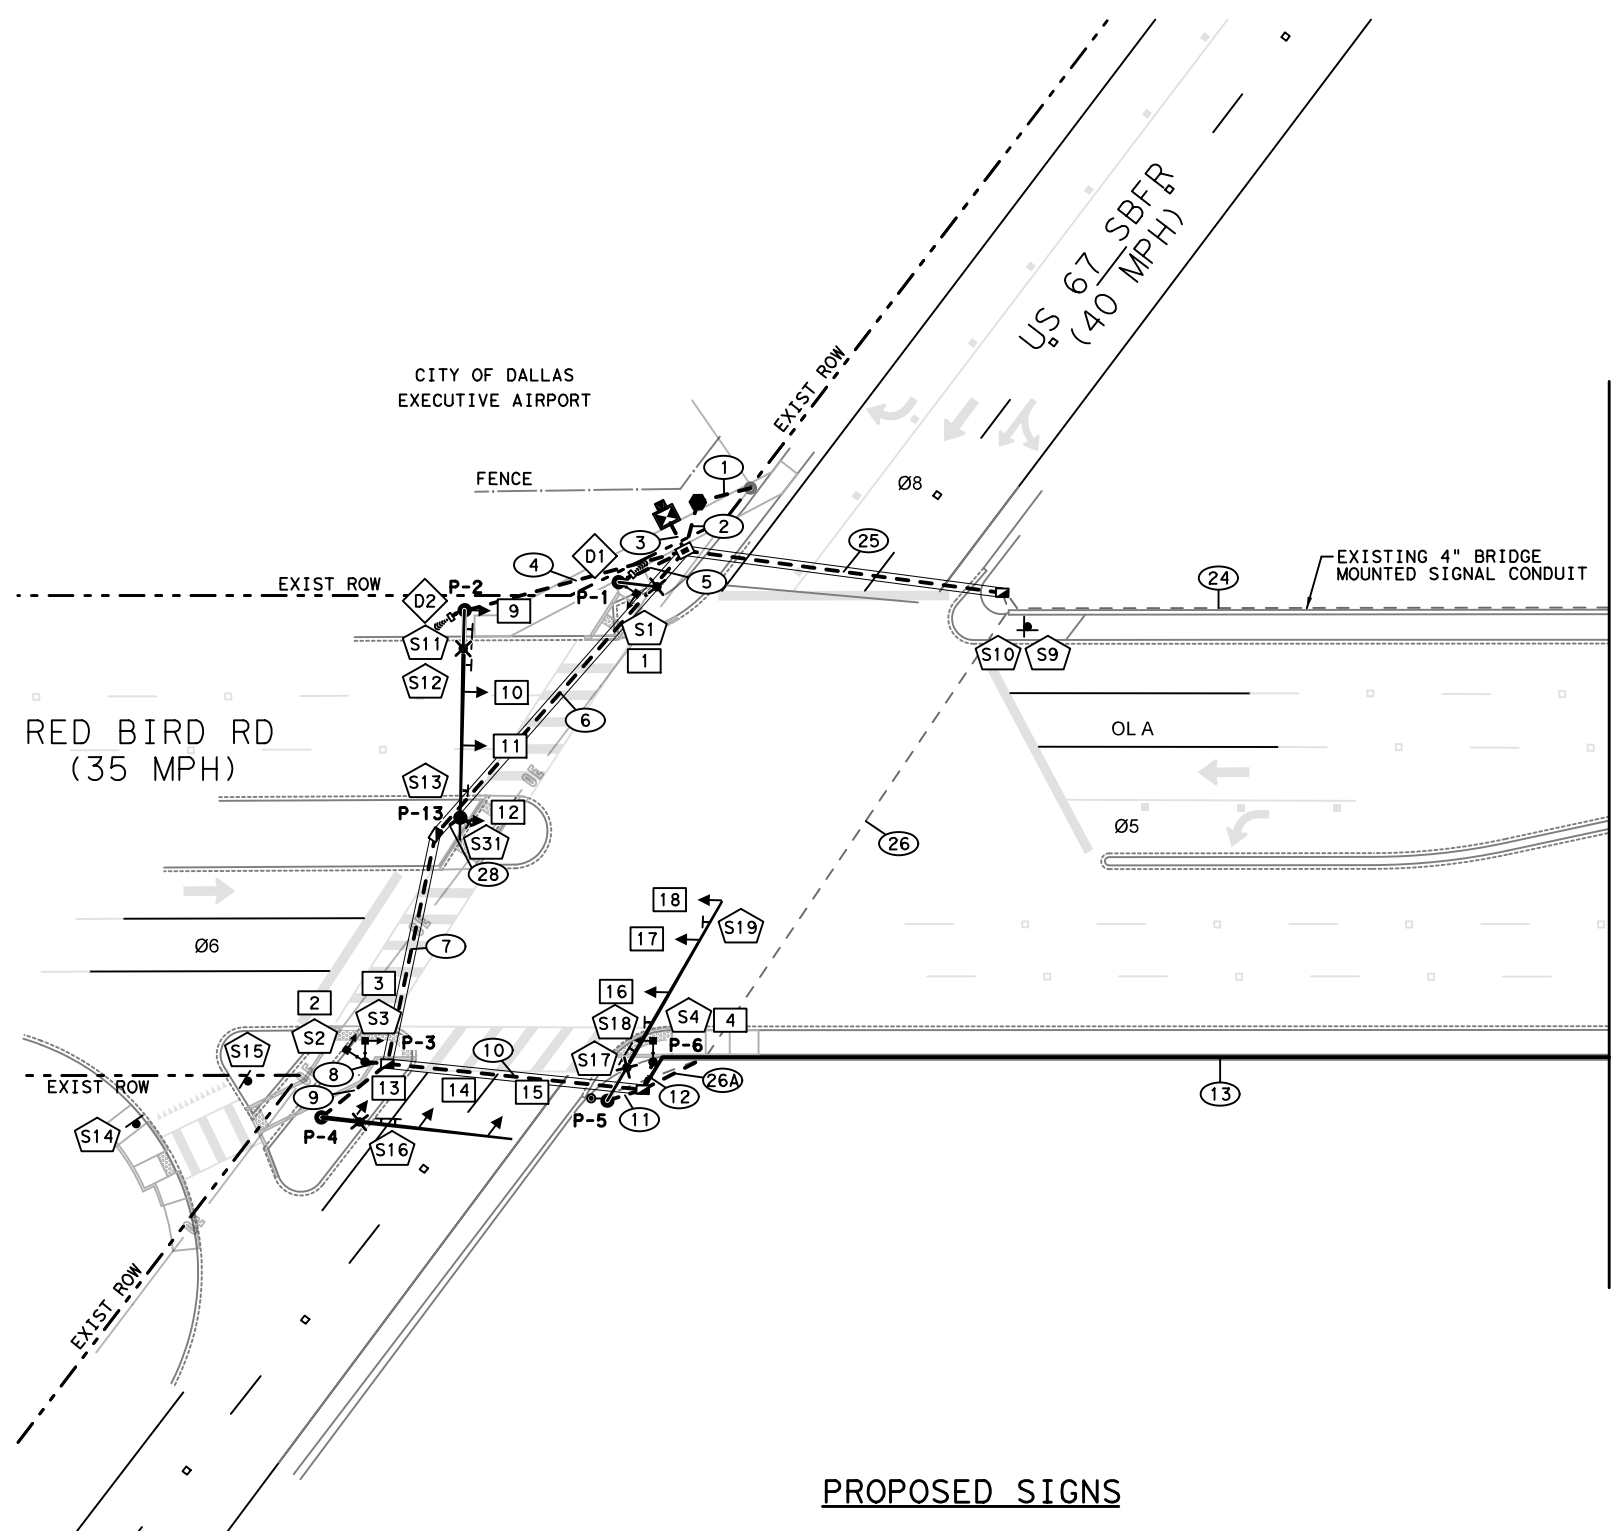 US 67 SBFR
(40 MPH)
EXIST ROW
CITY OF DALLAS
EXECUTIVE AIRPORT
FENCE
1
Ø8
2
3
25
D1
4
5
EXISTING 4" BRIDGE
MOUNTED SIGNAL CONDUIT
24
EXIST ROW
P-2
P-1
D2
9
S1
S11
1
S10
S9
S12
10
6
RED BIRD RD
(35 MPH)
11
OL A
OE
S13
P-13
12
S31
Ø5
26
28
18
S19
17
OE
7
Ø6
3
16
2
S3
S18
S4
4
S2
P-3
P-6
S15
10
S17
OE
8
EXIST ROW
13
14
15
26A
12
13
9
11
P-5
P-4
S14
S16
OE
EXIST ROW
PROPOSED SIGNS